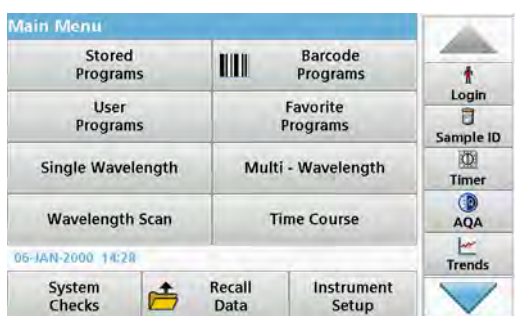 Main Menu
Stored
Programs
Barcode
Programs
User
Programs
Favorite
Programs
Single Wavelength
Multi - Wavelength
Wavelength Scan
Time Course
06-JAN-2000 14:28
System
Checks
Recall
Data
Instrument
Setup
Login
Sample ID
Timer
AQA
Trends